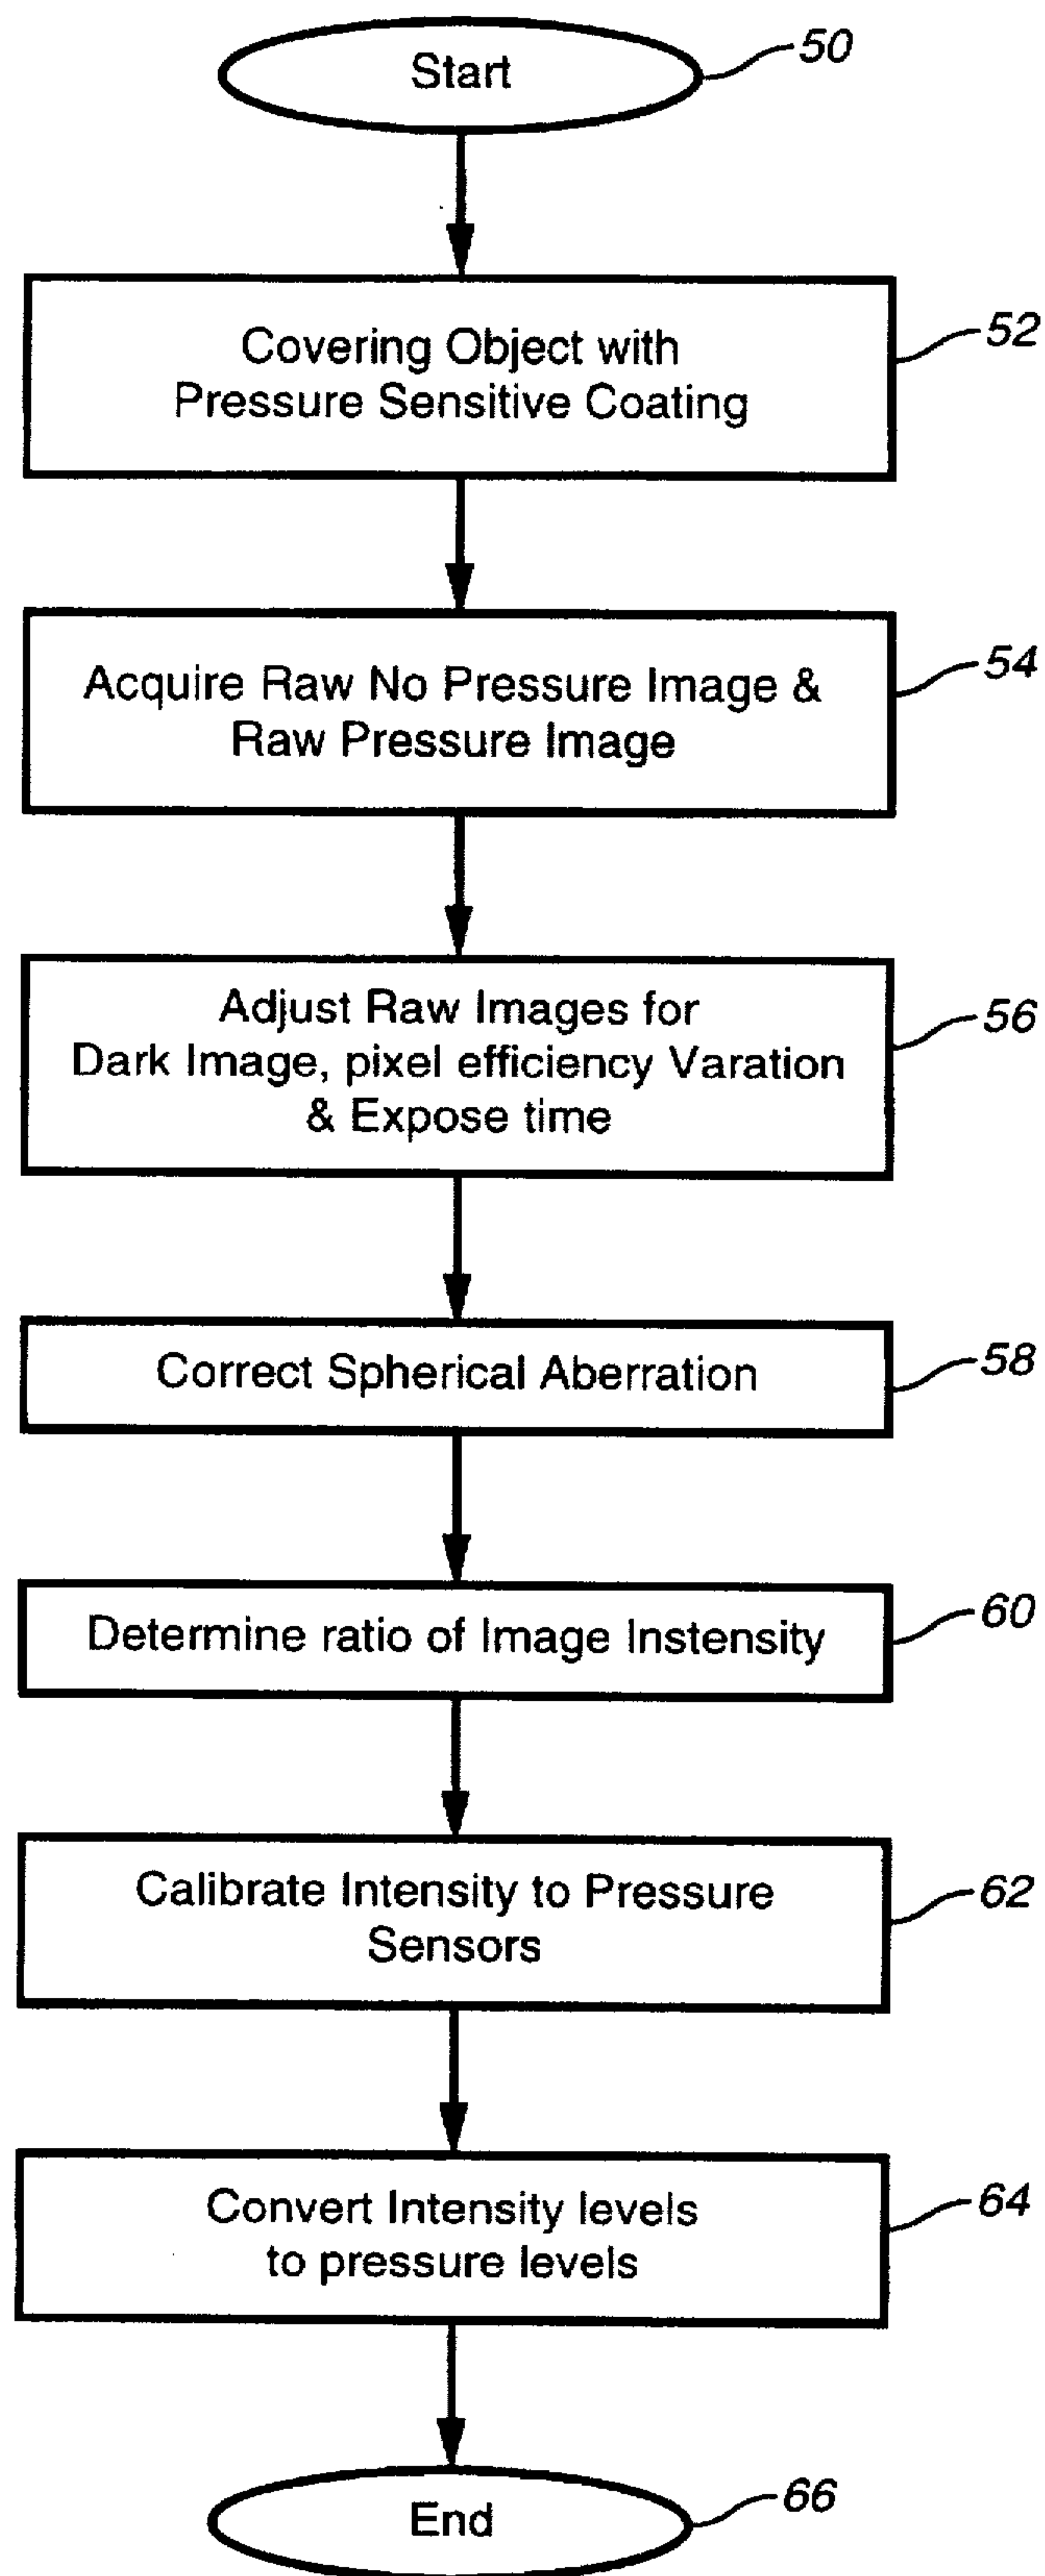 Start
50
Covering Object with
Pressure Sensitive Coating
52
Acquire Raw No Pressure Image &
Raw Pressure Image
54
Adjust Raw Images for
Dark Image, pixel efficiency Varation
& Expose time
56
Correct Spherical Aberration
58
Determine ratio of Image Instensity
60
Calibrate Intensity to Pressure
Sensors
62
Convert Intensity levels
to pressure levels
64
End
66